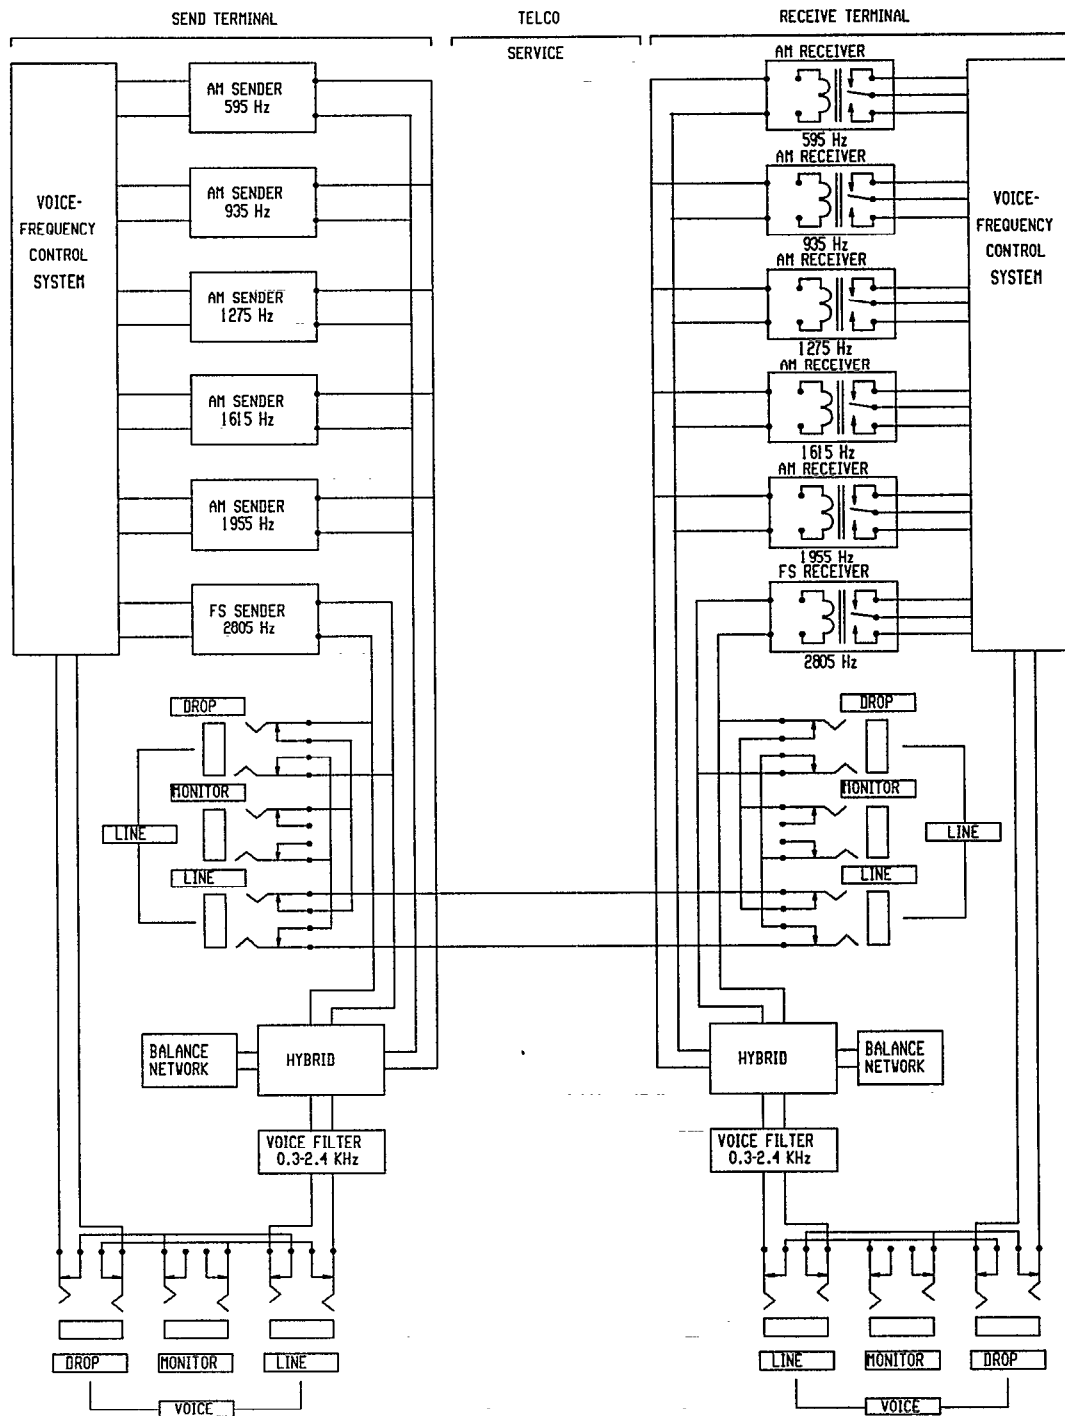 SEND TERMINAL
TELCO
SERVICE
RECEIVE TERMINAL
VOICE-
FREQUENCY
CONTROL
SYSTEM
AM SENDER
595 Hz
AM SENDER
935 Hz
AM SENDER
1275 Hz
AM SENDER
1615 Hz
AM SENDER
1955 Hz
FS SENDER
2805 Hz
AM RECEIVER
595 Hz
AM RECEIVER
935 Hz
AM RECEIVER
1275 Hz
AM RECEIVER
1615 Hz
AM RECEIVER
1955 Hz
FS RECEIVER
2805 Hz
VOICE-
FREQUENCY
CONTROL
SYSTEM
DROP
MONITOR
LINE
LINE
DROP
MONITOR
LINE
LINE
BALANCE
NETWORK
HYBRID
HYBRID
BALANCE
NETWORK
VOICE FILTER
0.3-2.4 KHz
VOICE FILTER
0.3-2.4 KHz
DROP
MONITOR
LINE
VOICE
LINE
MONITOR
DROP
VOICE